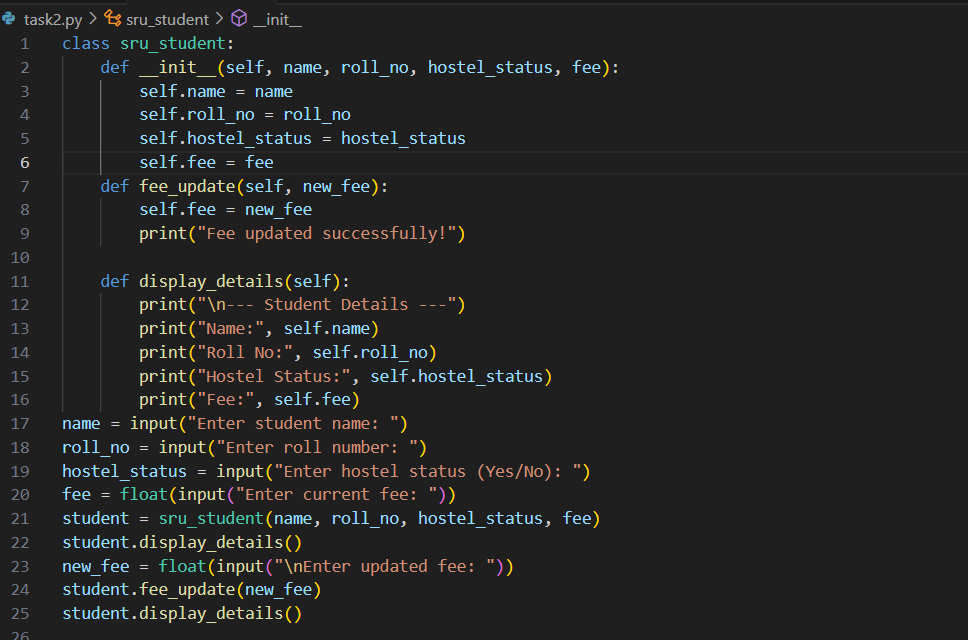 task2.py > sru_student > __init__
1 class sru_student:
2     def __init__(self, name, roll_no, hostel_status, fee):
3         self.name = name
4         self.roll_no = roll_no
5         self.hostel_status = hostel_status
6         self.fee = fee
7     def fee_update(self, new_fee):
8         self.fee = new_fee
9         print("Fee updated successfully!")
10
11     def display_details(self):
12         print("\n--- Student Details ---")
13         print("Name:", self.name)
14         print("Roll No:", self.roll_no)
15         print("Hostel Status:", self.hostel_status)
16         print("Fee:", self.fee)
17 name = input("Enter student name: ")
18 roll_no = input("Enter roll number: ")
19 hostel_status = input("Enter hostel status (Yes/No): ")
20 fee = float(input("Enter current fee: "))
21 student = sru_student(name, roll_no, hostel_status, fee)
22 student.display_details()
23 new_fee = float(input("\nEnter updated fee: "))
24 student.fee_update(new_fee)
25 student.display_details()
26